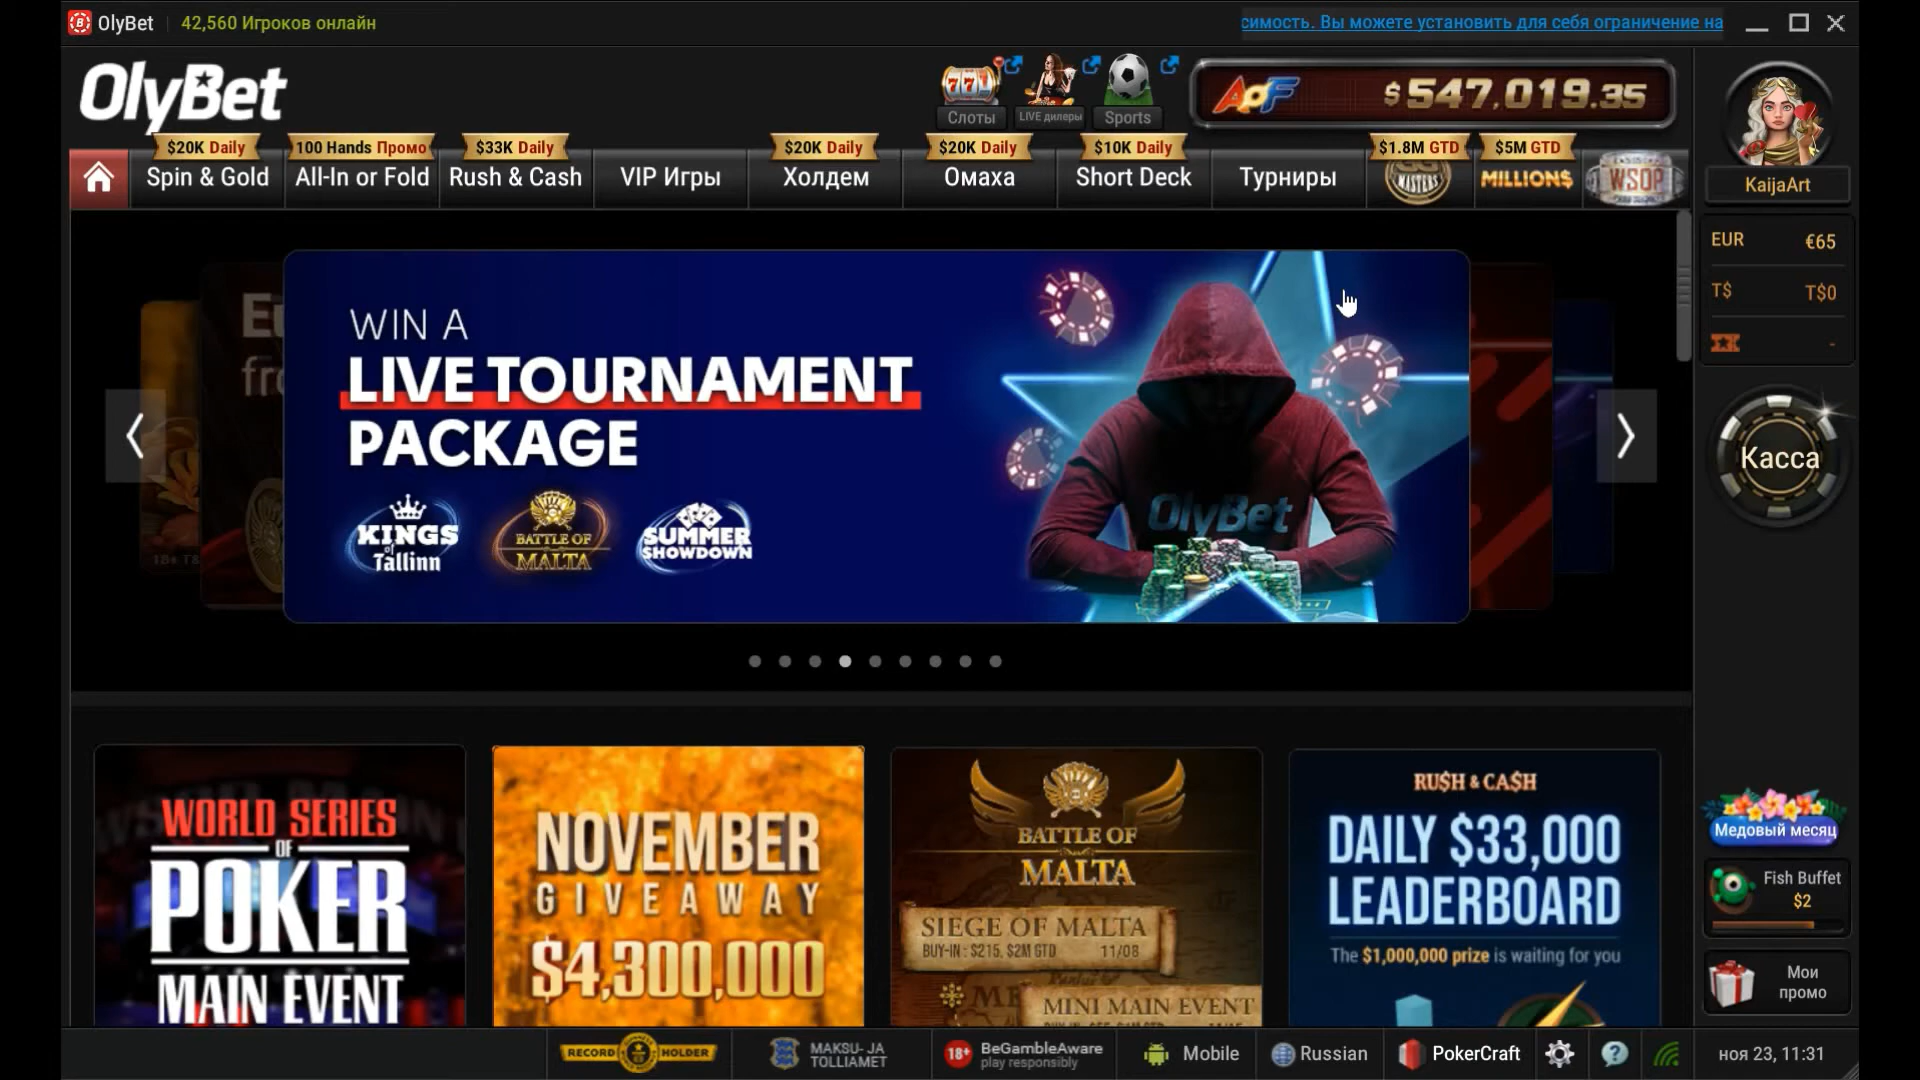 OlyBet
42,560 Игроков онлайн
симость. Вы можете установить для себя ограничение на
OlyBet
Слоты
LIVE дилеры
Sports
AoF
$547,019.35
$20K Daily
Spin & Gold
100 Hands Промо
All-In or Fold
$33K Daily
Rush & Cash
VIP Игры
$20K Daily
Холдем
$20K Daily
Омаха
$10K Daily
Short Deck
Турниры
$1.8M GTD
GG MASTERS
$5M GTD
MILLION$
WSOP
KaijaArt
EUR €65
T$ T$0
-
WIN A
LIVE TOURNAMENT
PACKAGE
KINGS
of
Tallinn
BATTLE OF
MALTA
SUMMER
SHOWDOWN
OlyBet
18+
Касса
WORLD SERIES
OF
POKER
MAIN EVENT
NOVEMBER
GIVEAWAY
$4,300,000
BATTLE OF
MALTA
SIEGE OF MALTA
BUY-IN : $215, $2M GTD 11/08
MINI MAIN EVENT
RU$H & CA$H
DAILY $33,000
LEADERBOARD
The $1,000,000 prize is waiting for you
Медовый месяц
Fish Buffet
$2
Мои
промо
RECORD HOLDER
MAKSU- JA
TOLLIAMET
18+
BeGambleAware
play responsibly
Mobile
Russian
PokerCraft
ноя 23, 11:31